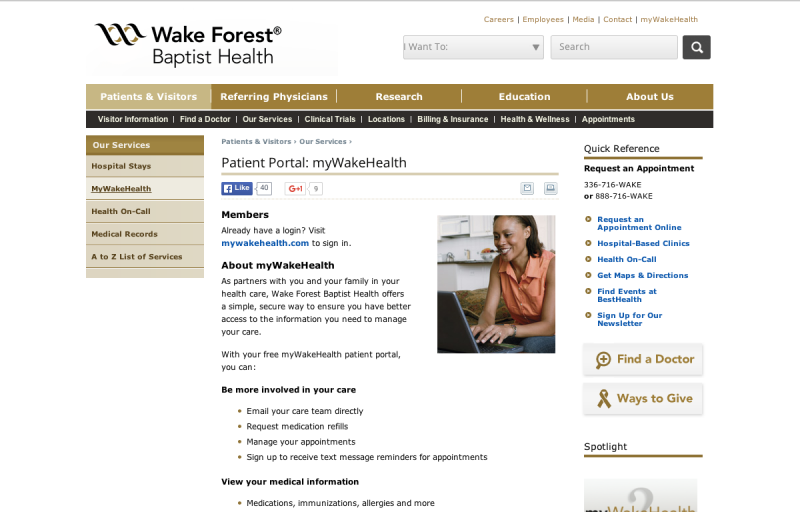 Careers | Employees | Media | Contact | myWakeHealth
Wake Forest®
Baptist Health
I Want To:
Search
Patients & Visitors
Referring Physicians
Research
Education
About Us
Visitor Information | Find a Doctor | Our Services | Clinical Trials | Locations | Billing & Insurance | Health & Wellness | Appointments
Our Services
Hospital Stays
MyWakeHealth
Health On-Call
Medical Records
A to Z List of Services
Patients & Visitors › Our Services ›
Patient Portal: myWakeHealth
Like 40
G+1 9
Members
Already have a login? Visit
mywakehealth.com to sign in.
About myWakeHealth
As partners with you and your family in your
health care, Wake Forest Baptist Health offers
a simple, secure way to ensure you have better
access to the information you need to manage
your care.
With your free myWakeHealth patient portal,
you can:
Be more involved in your care
Email your care team directly
Request medication refills
Manage your appointments
Sign up to receive text message reminders for appointments
View your medical information
Medications, immunizations, allergies and more
Quick Reference
Request an Appointment
336-716-WAKE
or 888-716-WAKE
Request an
Appointment Online
Hospital-Based Clinics
Health On-Call
Get Maps & Directions
Find Events at
BestHealth
Sign Up for Our
Newsletter
Find a Doctor
Ways to Give
Spotlight
myWakeHealth